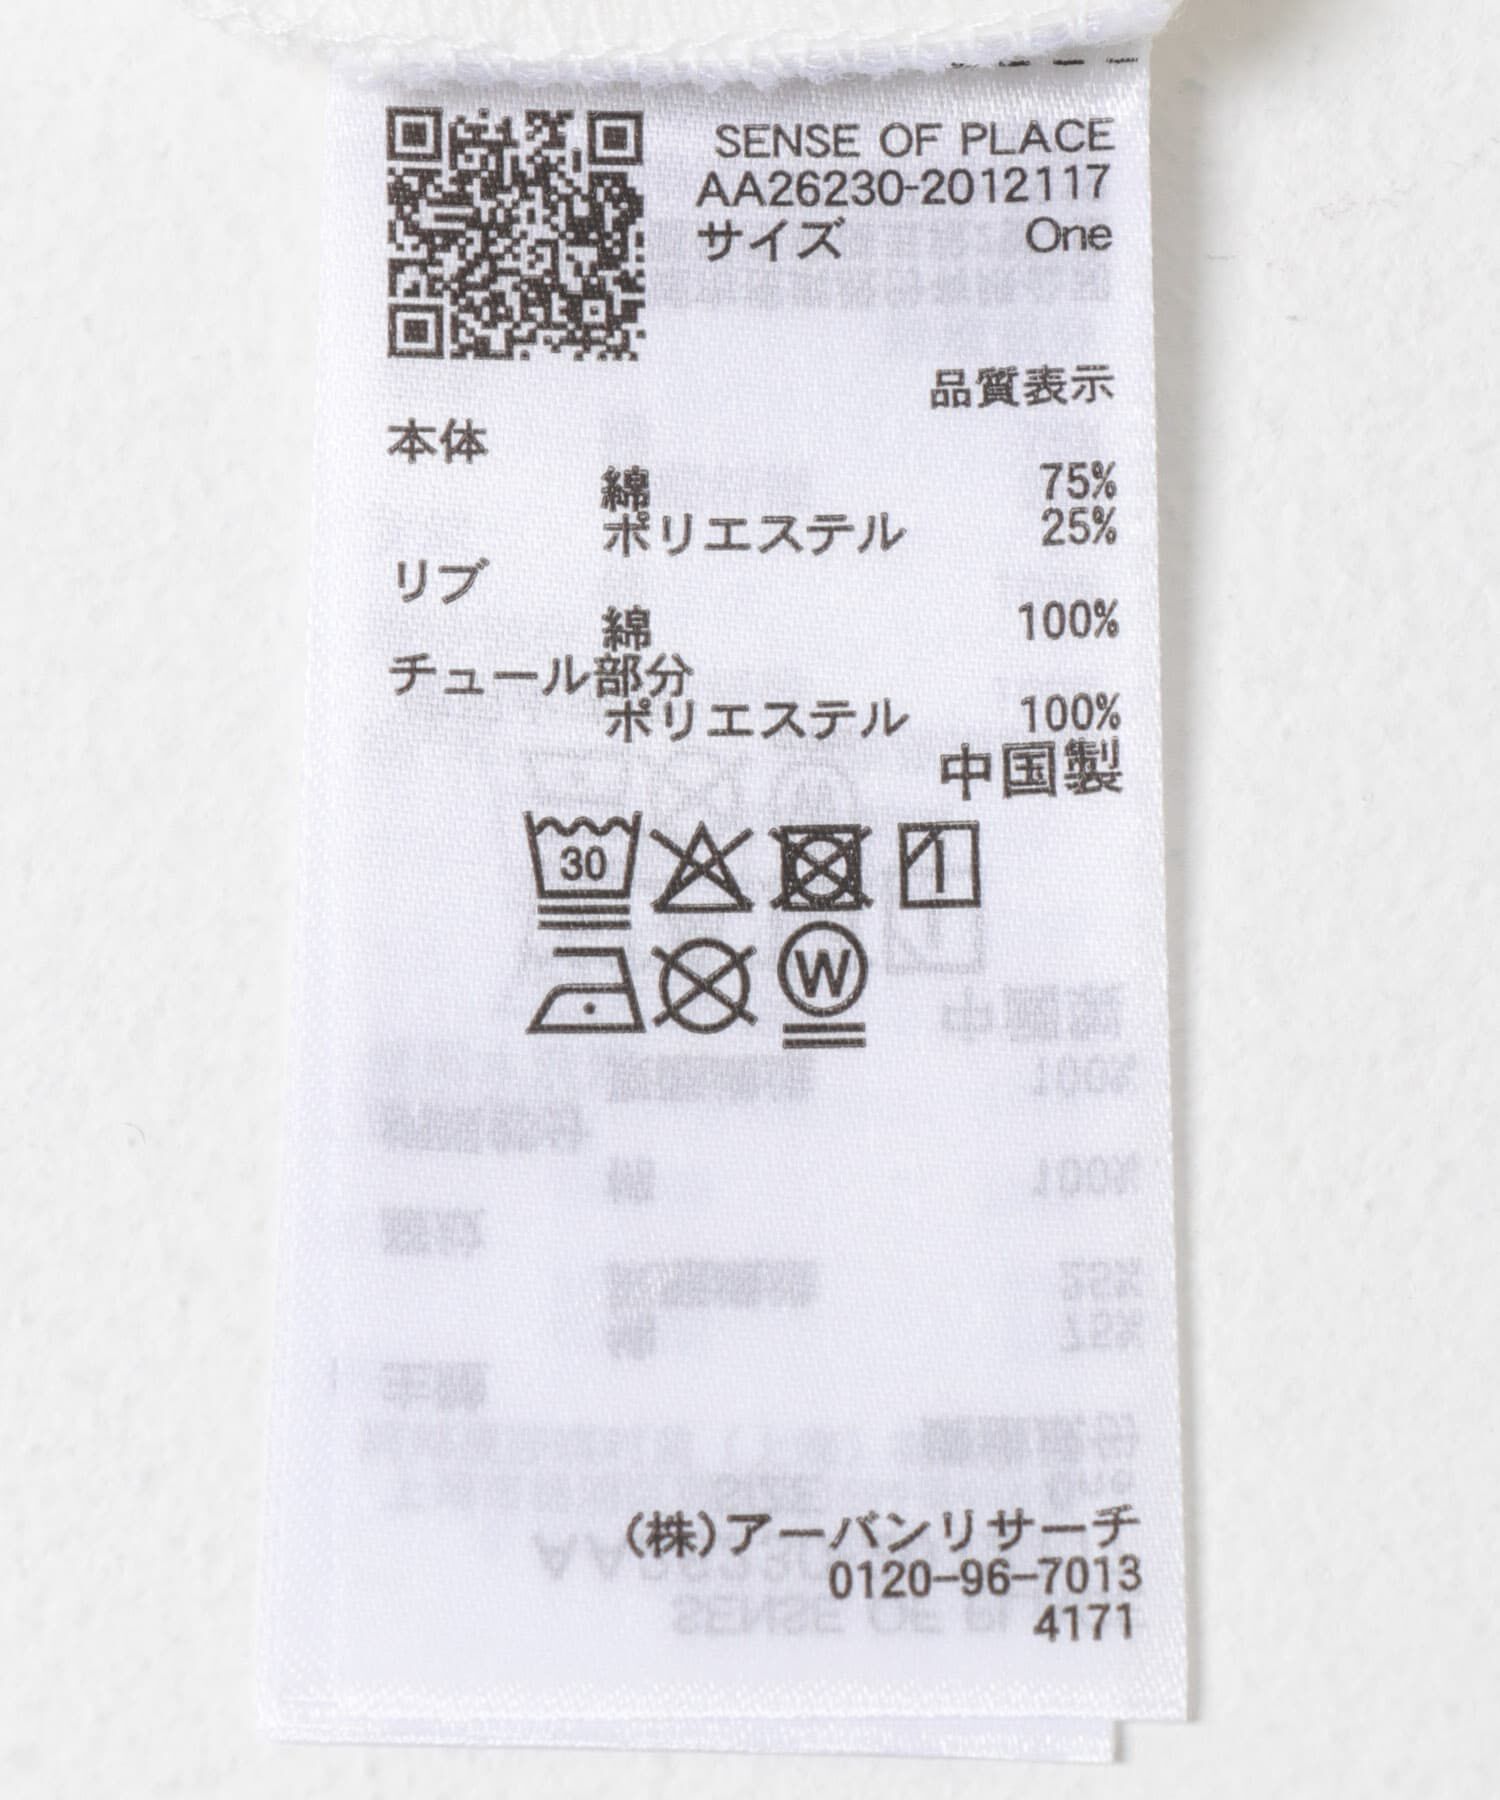 SENSE OF PLACE
AA26230-2012117
サイズ One
品質表示
本体
綿 75%
ポリエステル 25%
リブ
綿 100%
チュール部分
ポリエステル 100%
中国製
30
W
(株)アーバンリサーチ
0120-96-7013
4171